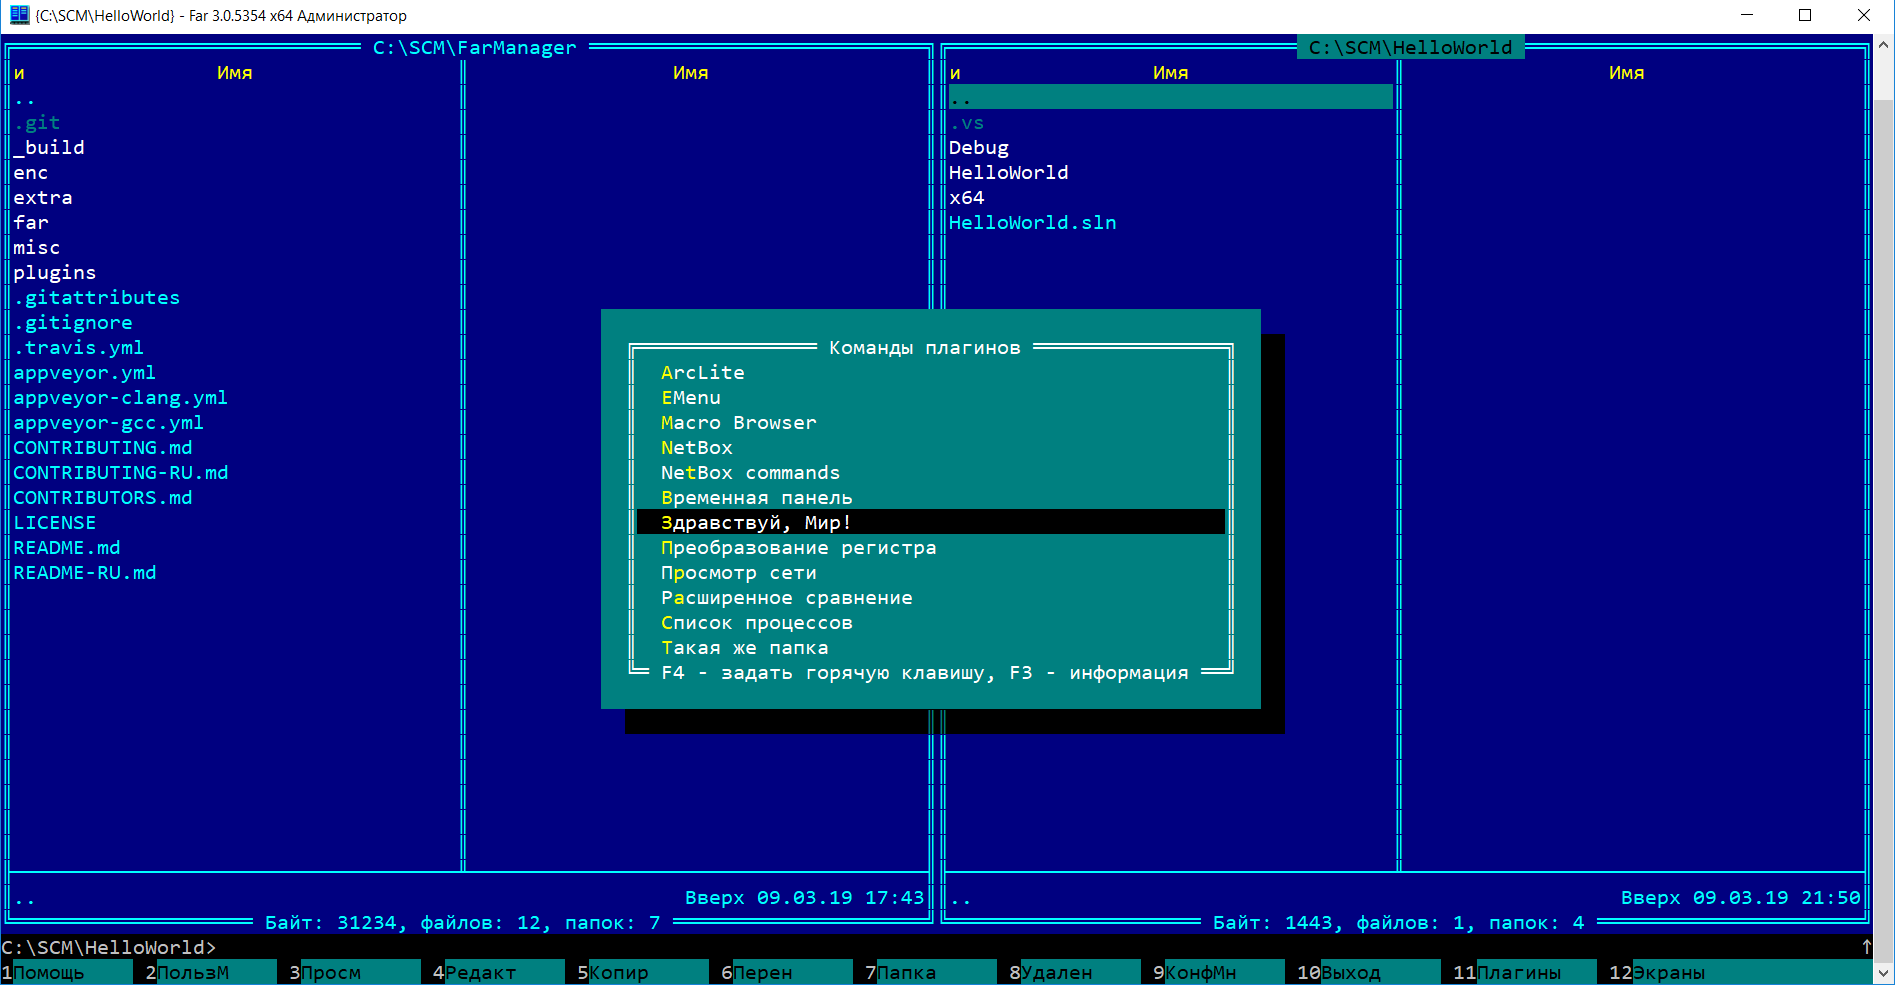 {C:\SCM\HelloWorld} - Far 3.0.5354 x64 Администратор
C:\SCM\FarManager
и Имя Имя
..
.git
_build
enc
extra
far
misc
plugins
.gitattributes
.gitignore
.travis.yml
appveyor.yml
appveyor-clang.yml
appveyor-gcc.yml
CONTRIBUTING.md
CONTRIBUTING-RU.md
CONTRIBUTORS.md
LICENSE
README.md
README-RU.md
.. Вверх 09.03.19 17:43
Байт: 31234, файлов: 12, папок: 7
C:\SCM\HelloWorld
и Имя Имя
..
.vs
Debug
HelloWorld
x64
HelloWorld.sln
.. Вверх 09.03.19 21:50
Байт: 1443, файлов: 1, папок: 4
Команды плагинов
ArcLite
EMenu
Macro Browser
NetBox
NetBox commands
Временная панель
Здравствуй, Мир!
Преобразование регистра
Просмотр сети
Расширенное сравнение
Список процессов
Такая же папка
F4 - задать горячую клавишу, F3 - информация
C:\SCM\HelloWorld>
1Помощь 2ПользМ 3Просм 4Редакт 5Копир 6Перен 7Папка 8Удален 9КонфМн 10Выход 11Плагины 12Экраны